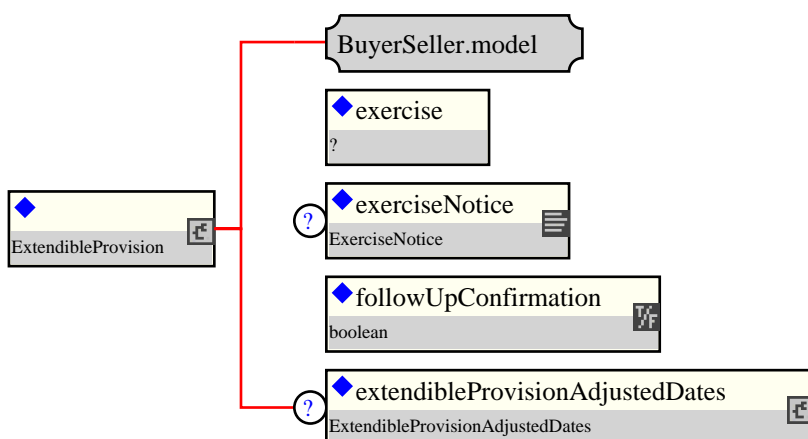 BuyerSeller.model
exercise
?
ExtendibleProvision
?
exerciseNotice
ExerciseNotice
followUpConfirmation
T/F
boolean
?
extendibleProvisionAdjustedDates
ExtendibleProvisionAdjustedDates